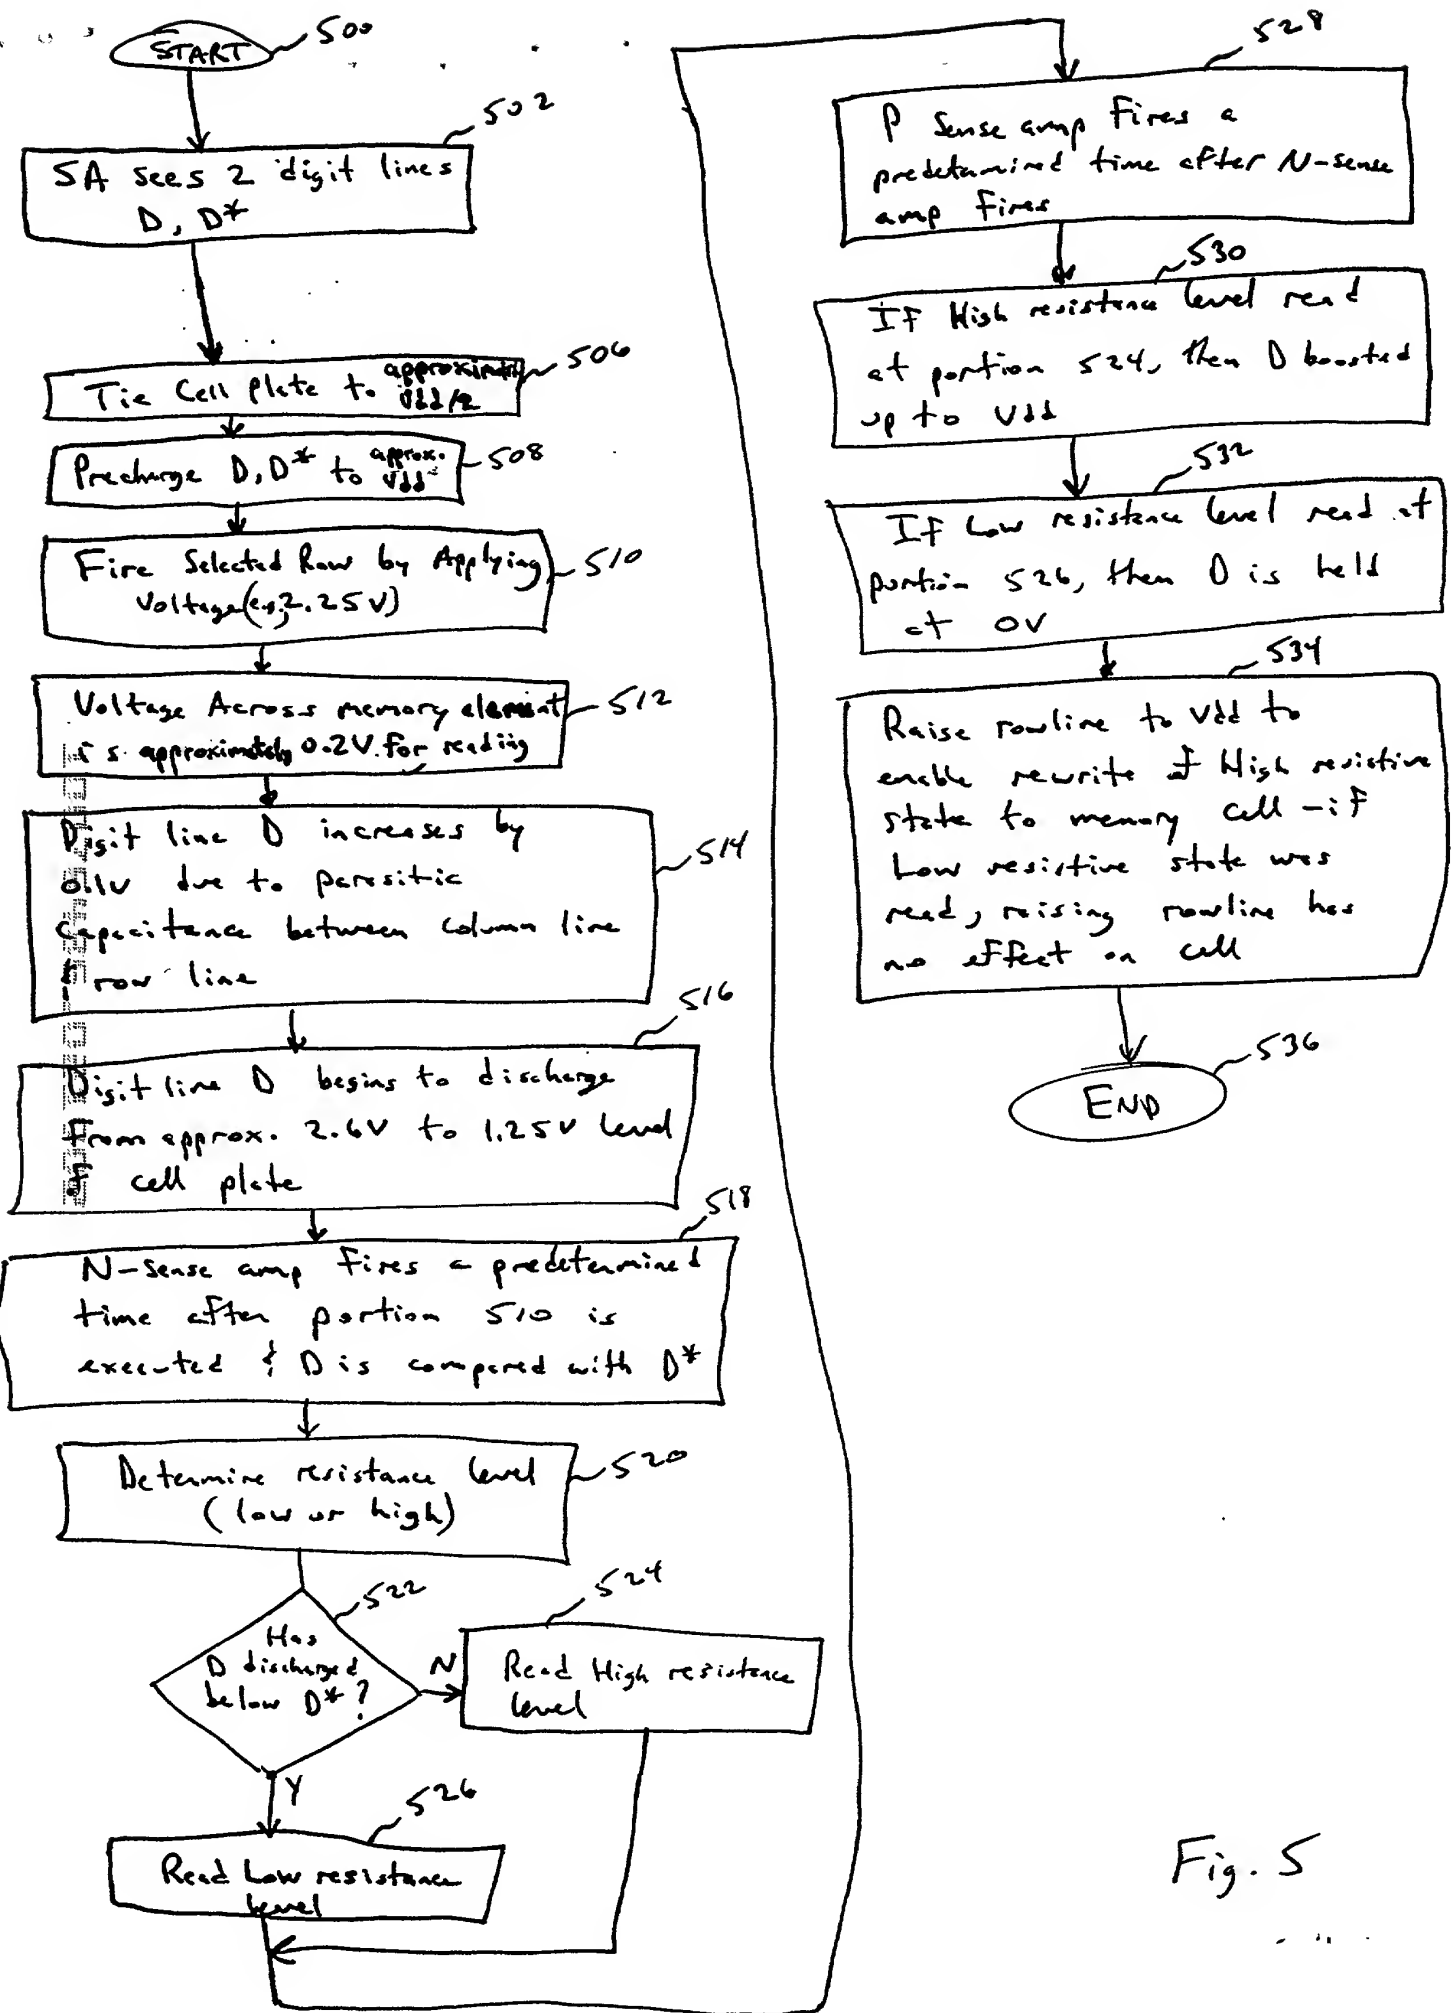 START
500
502
SA sees 2 digit lines
D, D*
506
approximately
Tie Cell Plate to Vdd/2
approx.
Precharge D, D* to Vdd
508
Fire Selected Row by Applying
Voltage (e.g., 2.25V)
510
Voltage Across memory element
is approximately 0.2V for reading
512
Digit line D increases by
0.1V due to parasitic
capacitance between column line
& row line
514
516
Digit line D begins to discharge
from approx. 2.6V to 1.25V level
of cell plate
518
N-sense amp fires a predetermined
time after portion 510 is
executed & D is compared with D*
Determine resistance level
(low or high)
520
522
Has
D discharged
below D*?
N
Y
524
Read High resistance
level
526
Read Low resistance
level
528
P Sense amp fires a
predetermined time after N-sense
amp fires
530
If High resistance level read
at portion 524, then D boosted
up to Vdd
532
If Low resistance level read at
portion 526, then D is held
at 0V
534
Raise rowline to Vdd to
enable rewrite of High resistive
state to memory cell - if
Low resistive state was
read, raising rowline has
no effect on cell
536
END
Fig. 5